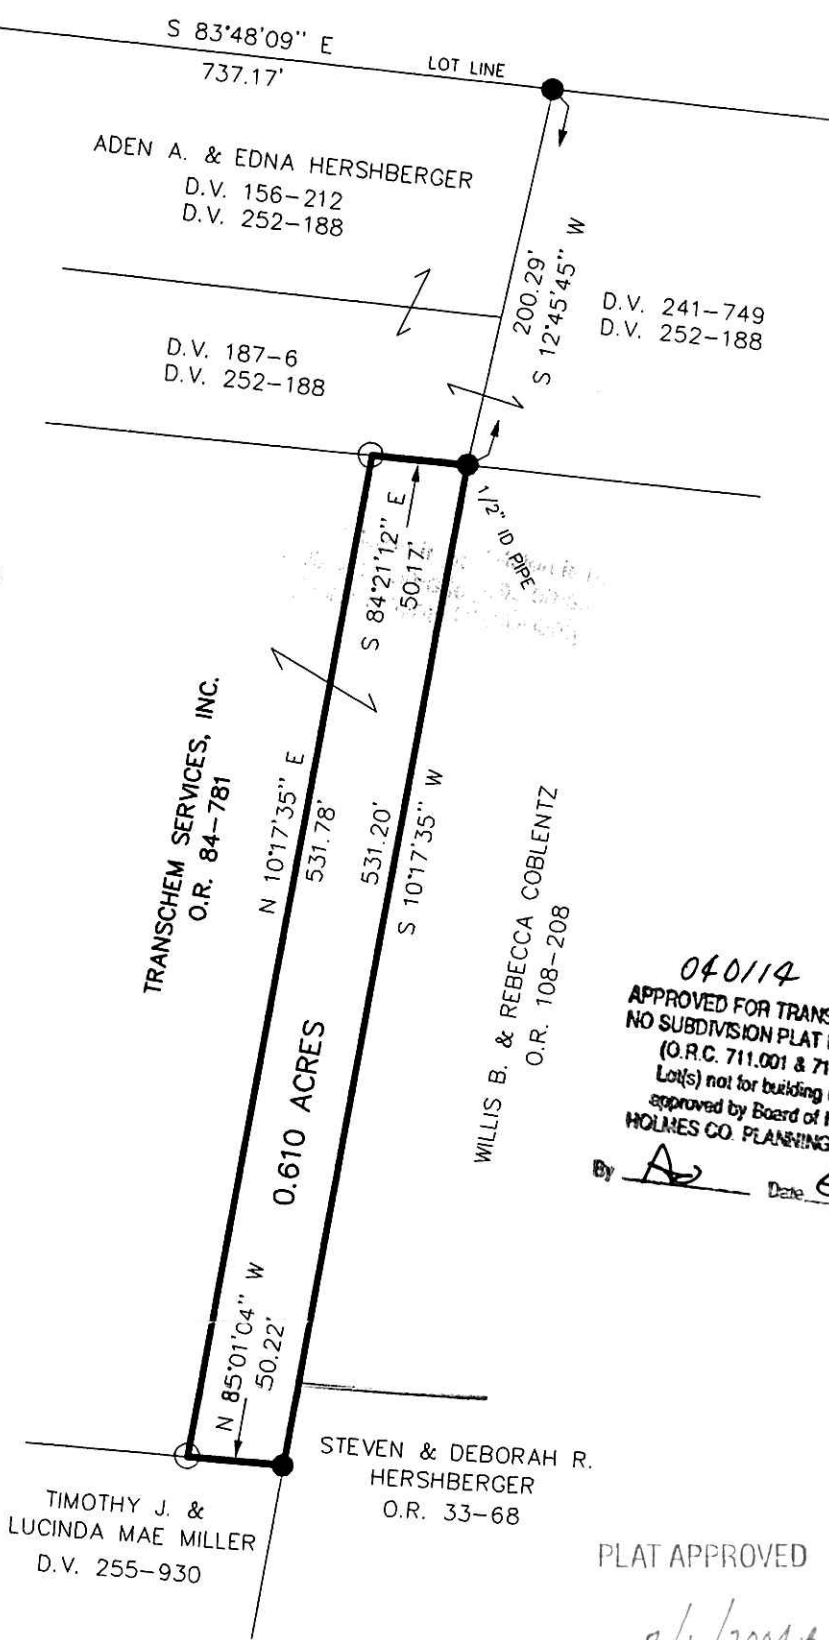 S 83°48'09" E
737.17'
LOT LINE
ADEN A. & EDNA HERSHBERGER
D.V. 156-212
D.V. 252-188
200.29'
S 12°45'45" W
D.V. 241-749
D.V. 252-188
D.V. 187-6
D.V. 252-188
S 84°21'12" E
50.17'
1/2" ID PIPE
TRANSCHEM SERVICES, INC.
O.R. 84-781
N 10°17'35" E
531.78'
531.20'
S 10°17'35" W
WILLIS B. & REBECCA COBLENTZ
O.R. 108-208
0.610 ACRES
040114
APPROVED FOR TRANS
NO SUBDIVISION PLAT
(O.R.C. 711.001 & 71
Lot(s) not for building
approved by Board of
HOLMES CO. PLANNING
By
Date
N 85°01'04" W
50.22'
STEVEN & DEBORAH R.
HERSHBERGER
O.R. 33-68
TIMOTHY J. &
LUCINDA MAE MILLER
D.V. 255-930
PLAT APPROVED